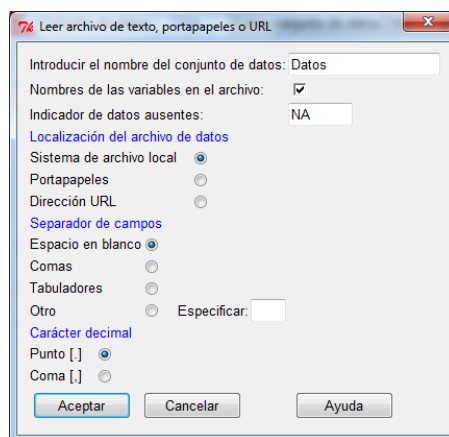 Leer archivo de texto, portapapeles o URL
Introducir el nombre del conjunto de datos: Datos
Nombres de las variables en el archivo:
Indicador de datos ausentes: NA
Localización del archivo de datos
Sistema de archivo local
Portapapeles
Dirección URL
Separador de campos
Espacio en blanco
Comas
Tabuladores
Otro Especificar:
Carácter decimal
Punto [.]
Coma [,]
Aceptar Cancelar Ayuda